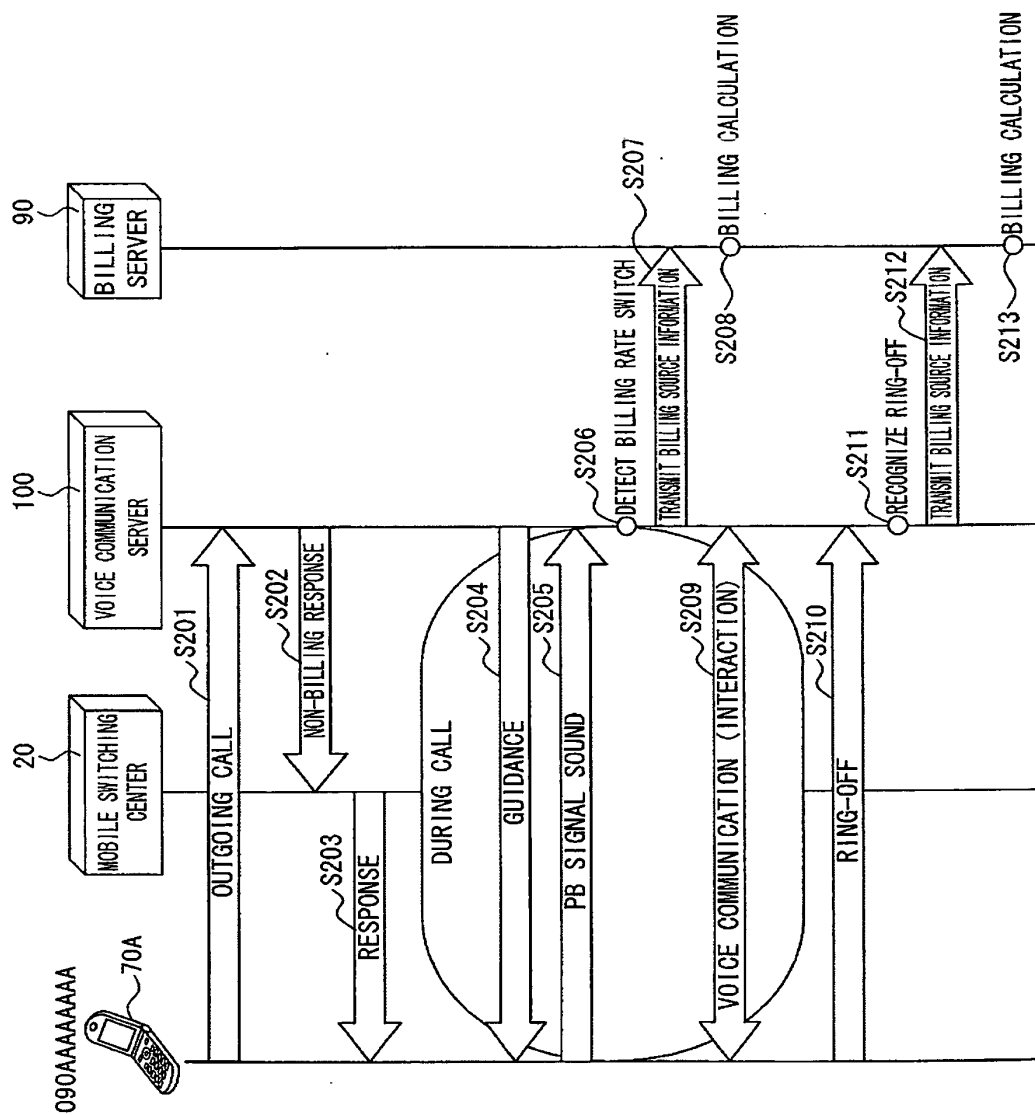 090AAAAAAAA
70A
20
MOBILE SWITCHING
CENTER
100
VOICE COMMUNICATION
SERVER
90
BILLING
SERVER
OUTGOING CALL
S201
NON-BILLING RESPONSE
S202
RESPONSE
S203
DURING CALL
GUIDANCE
S204
PB SIGNAL SOUND
S205
S206
DETECT BILLING RATE SWITCH
TRANSMIT BILLING SOURCE INFORMATION
S207
S208
BILLING CALCULATION
VOICE COMMUNICATION (INTERACTION)
S209
RING-OFF
S210
S211
RECOGNIZE RING-OFF
TRANSMIT BILLING SOURCE INFORMATION
S212
S213
BILLING CALCULATION